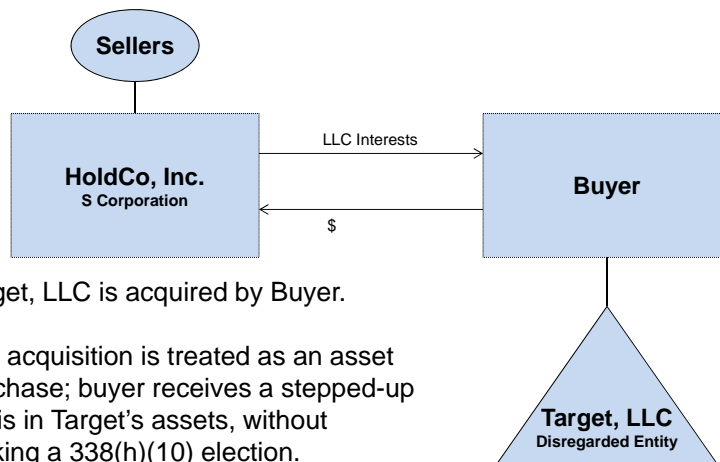 Sellers
HoldCo, Inc.
S Corporation
LLC Interests
$
Buyer
get, LLC is acquired by Buyer.
acquisition is treated as an asset
chase; buyer receives a stepped-up
is in Target's assets, without
king a 338(h)(10) election.
Target, LLC
Disregarded Entity